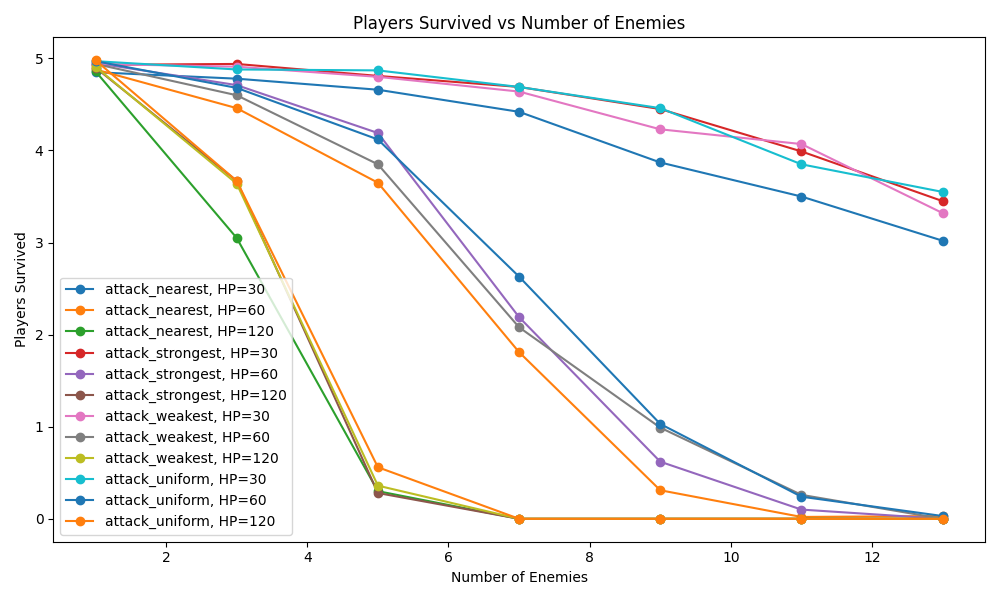 Players Survived vs Number of Enemies
Players Survived
5
4
3
2
1
0
attack_nearest, HP=30
attack_nearest, HP=60
attack_nearest, HP=120
attack_strongest, HP=30
attack_strongest, HP=60
attack_strongest, HP=120
attack_weakest, HP=30
attack_weakest, HP=60
attack_weakest, HP=120
attack_uniform, HP=30
attack_uniform, HP=60
attack_uniform, HP=120
2 4 6 8 10 12
Number of Enemies